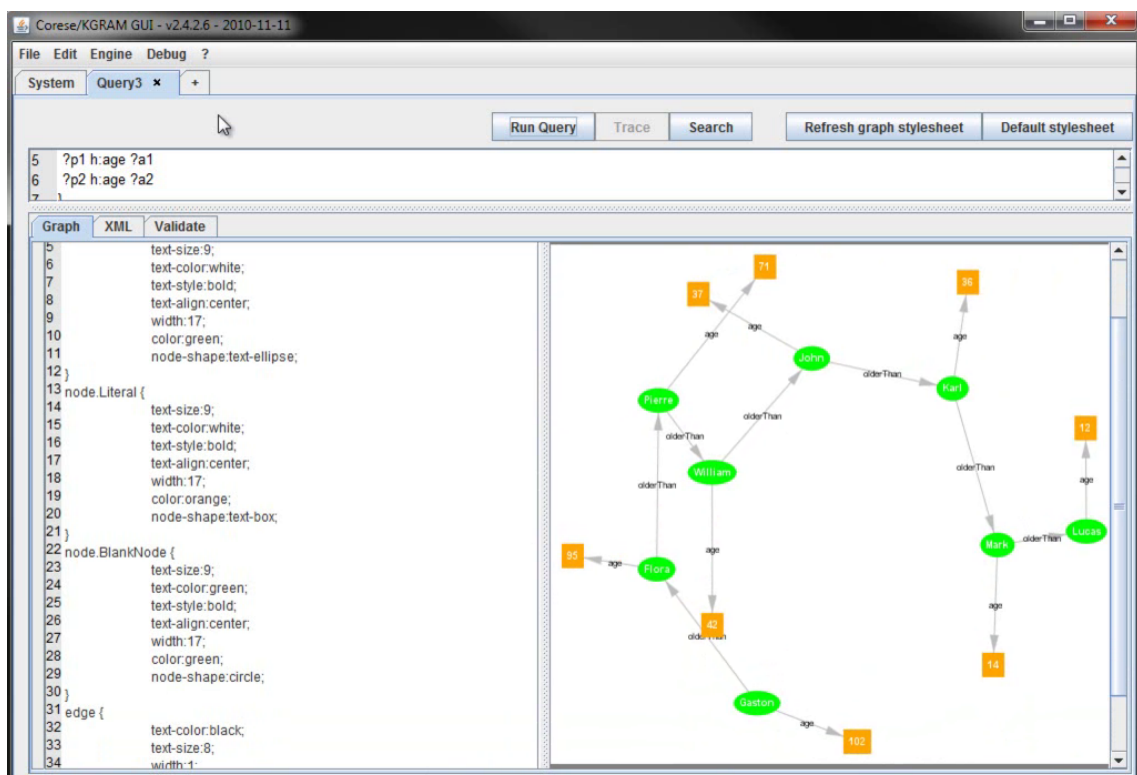 Corese/KGRAM GUI - v2.4.2.6 - 2010-11-11
File Edit Engine Debug ?
System Query3 × +
Run Query Trace Search Refresh graph stylesheet Default stylesheet
5 ?p1 h:age ?a1
6 ?p2 h:age ?a2
7 }
Graph XML Validate
5 text-size:9;
6 text-color:white;
7 text-style:bold;
8 text-align:center;
9 width:17;
10 color:green;
11 node-shape:text-ellipse;
12 }
13 node.Literal {
14 text-size:9;
15 text-color:white;
16 text-style:bold;
17 text-align:center;
18 width:17;
19 color:orange;
20 node-shape:text-box;
21 }
22 node.BlankNode {
23 text-size:9;
24 text-color:green;
25 text-style:bold;
26 text-align:center;
27 width:17;
28 color:green;
29 node-shape:circle;
30 }
31 edge {
32 text-color:black;
33 text-size:8;
34 width:1;
71
37
36
age
age
age
John
olderThan
Karl
Pierre
olderThan
12
olderThan
William
olderThan
age
olderThan
Lucas
Mark
olderThan
age
95
age
Flora
age
42
14
Gaston
age
102